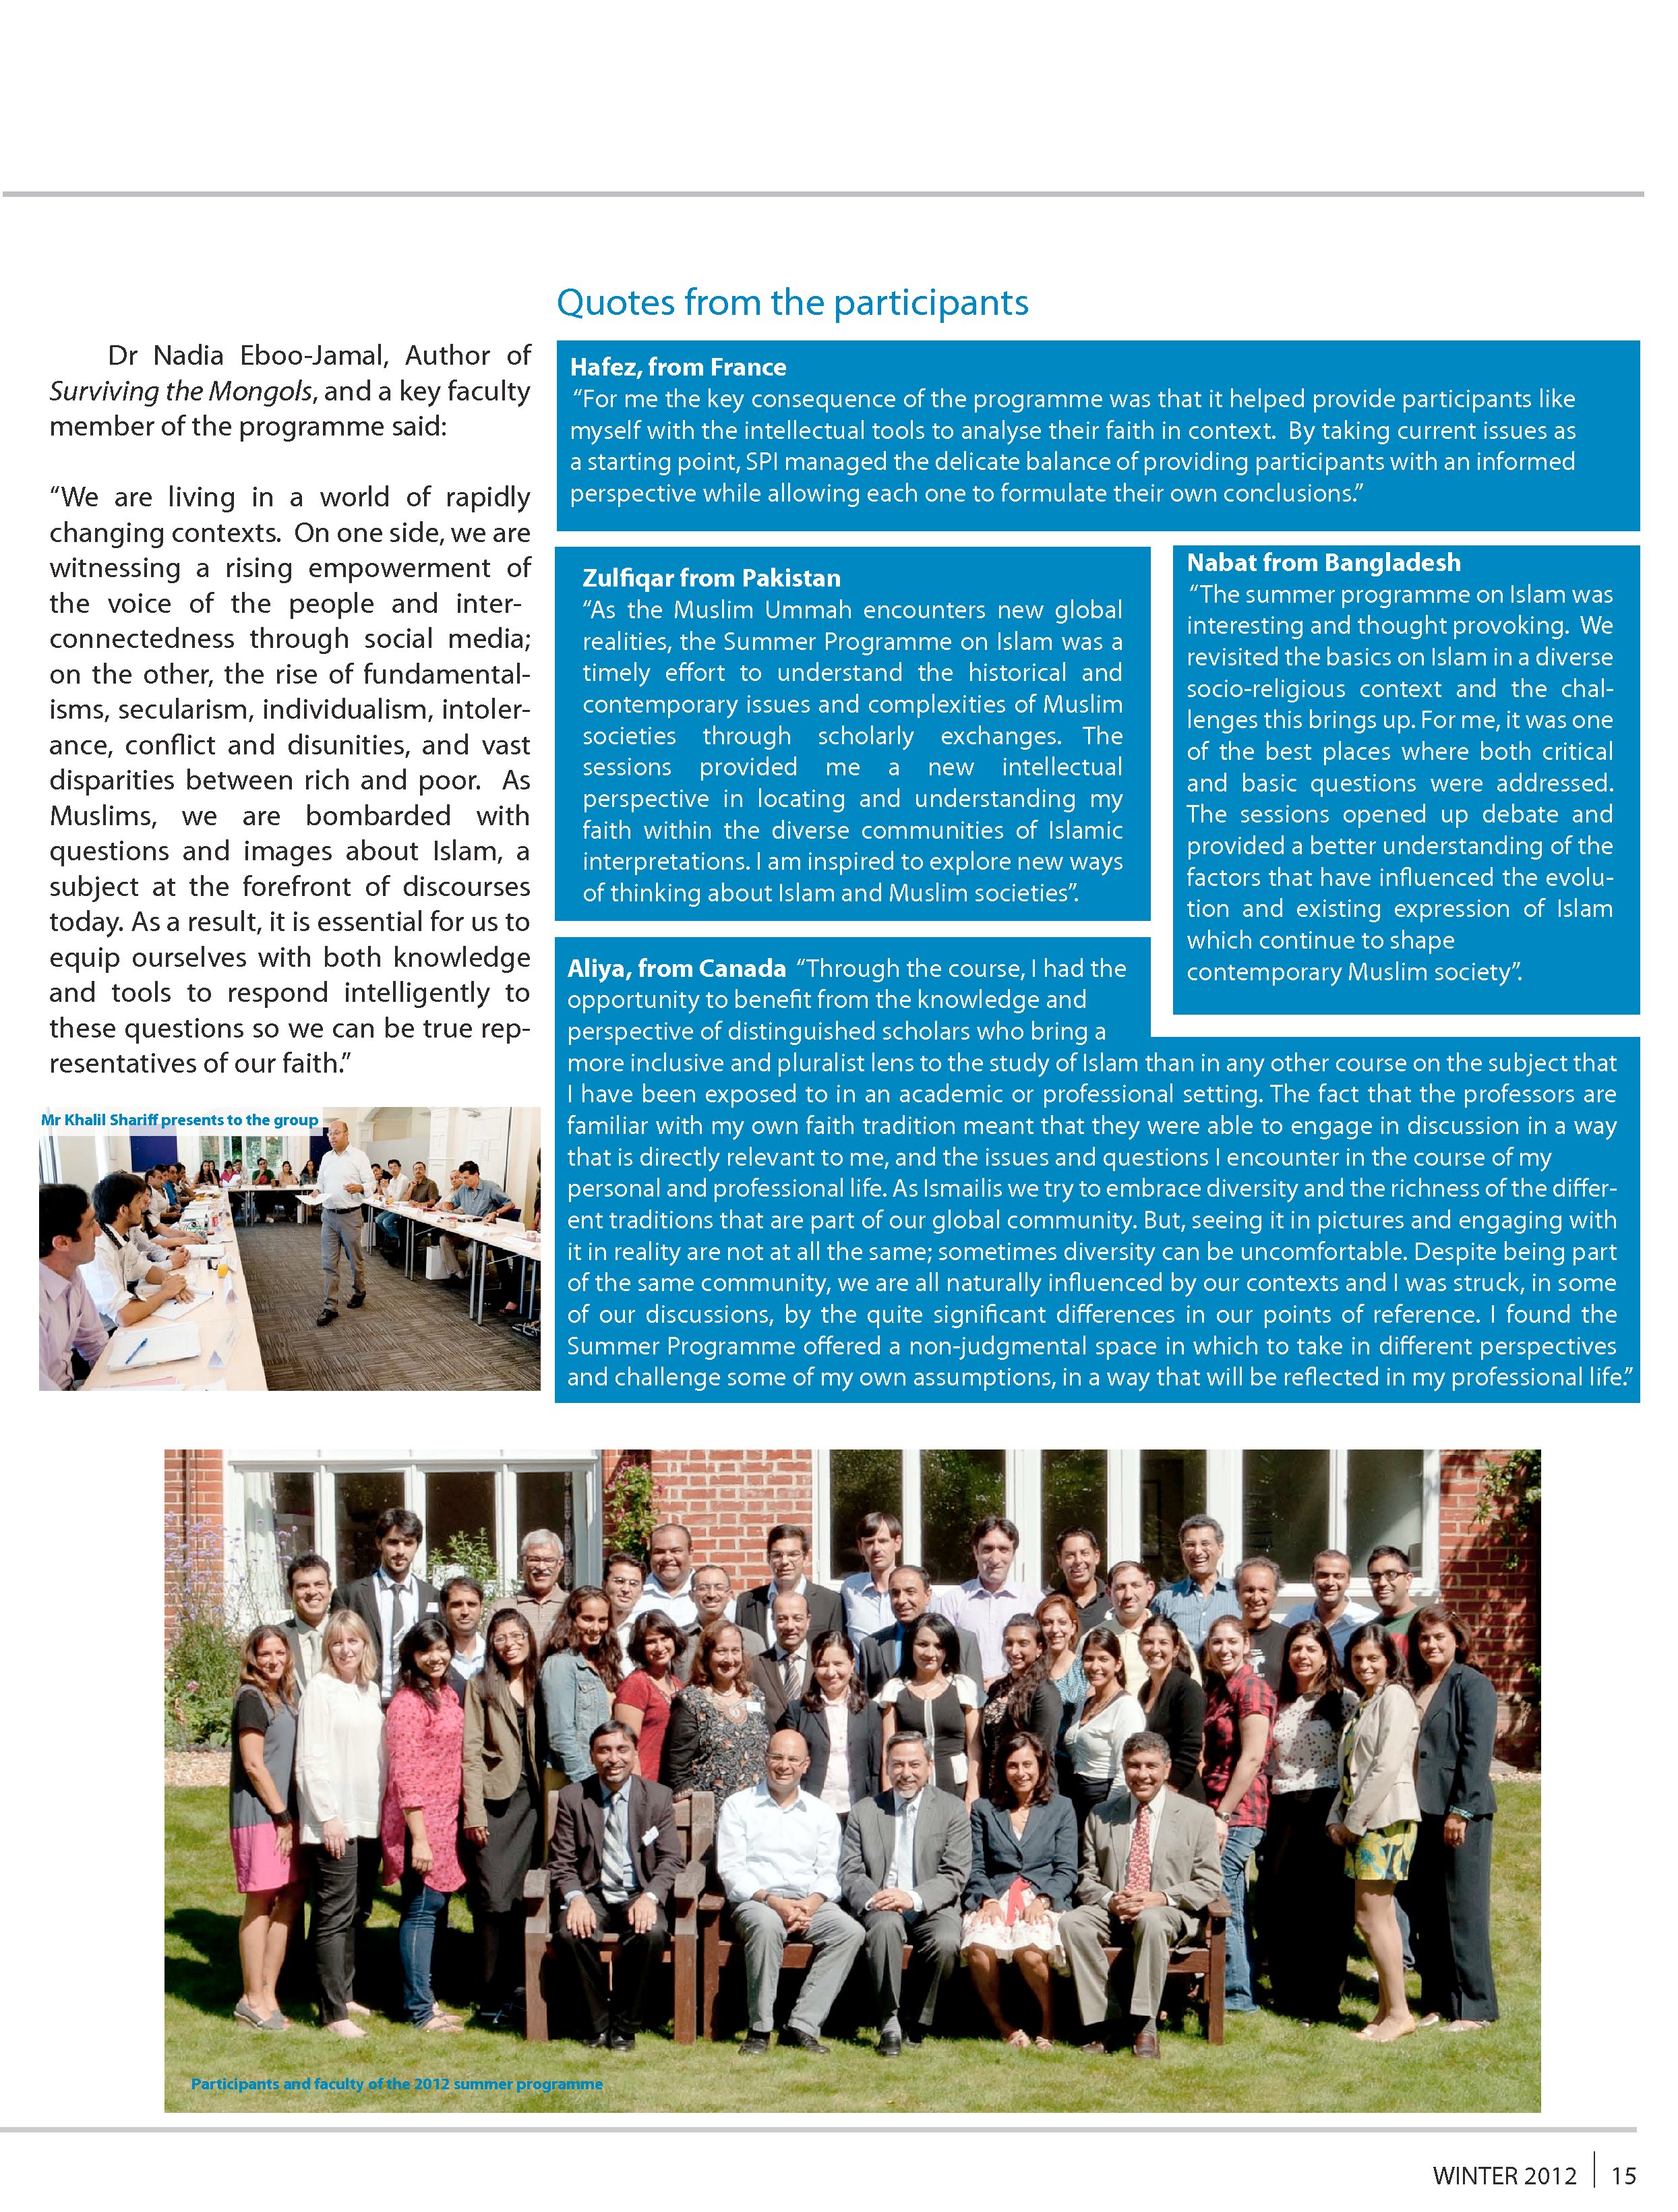 Dr Nadia Eboo-Jamal, Author of
Surviving the Mongols, and a key faculty
member of the programme said:
“We are living in a world of rapidly
changing contexts. On one side, we are
witnessing a rising empowerment of
the voice of the people and inter-
connectedness through social media;
on the other, the rise of fundamental-
isms, secularism, individualism, intoler-
ance, conflict and disunities, and vast
disparities between rich and poor. As
Muslims, we are bombarded with
questions and images about Islam, a
subject at the forefront of discourses
today. As a result, it is essential for us to
equip ourselves with both knowledge
and tools to respond intelligently to
these questions so we can be true rep-
resentatives of our faith.”
Mr Khalil Shariff presents to the group
Quotes from the participants
Hafez, from France
“For me the key consequence of the programme was that it helped provide participants like
myself with the intellectual tools to analyse their faith in context. By taking current issues as
a starting point, SPI managed the delicate balance of providing participants with an informed
perspective while allowing each one to formulate their own conclusions.”
Zulfiqar from Pakistan
“As the Muslim Ummah encounters new global
realities, the Summer Programme on Islam was a
timely effort to understand the historical and
contemporary issues and complexities of Muslim
societies through scholarly exchanges. The
sessions provided me a new intellectual
perspective in locating and understanding my
faith within the diverse communities of Islamic
interpretations. I am inspired to explore new ways
of thinking about Islam and Muslim societies”.
Nabat from Bangladesh
“The summer programme on Islam was
interesting and thought provoking. We
revisited the basics on Islam in a diverse
socio-religious context and the chal-
lenges this brings up. For me, it was one
of the best places where both critical
and basic questions were addressed.
The sessions opened up debate and
provided a better understanding of the
factors that have influenced the evolu-
tion and existing expression of Islam
which continue to shape
contemporary Muslim society”.
Aliya, from Canada “Through the course, I had the
opportunity to benefit from the knowledge and
perspective of distinguished scholars who bring a
more inclusive and pluralist lens to the study of Islam than in any other course on the subject that
I have been exposed to in an academic or professional setting. The fact that the professors are
familiar with my own faith tradition meant that they were able to engage in discussion in a way
that is directly relevant to me, and the issues and questions I encounter in the course of my
personal and professional life. As Ismailis we try to embrace diversity and the richness of the differ-
ent traditions that are part of our global community. But, seeing it in pictures and engaging with
it in reality are not at all the same; sometimes diversity can be uncomfortable. Despite being part
of the same community, we are all naturally influenced by our contexts and I was struck, in some
of our discussions, by the quite significant differences in our points of reference. I found the
Summer Programme offered a non-judgmental space in which to take in different perspectives
and challenge some of my own assumptions, in a way that will be reflected in my professional life.”
Participants and faculty of the 2012 summer programme
WINTER 2012 | 15